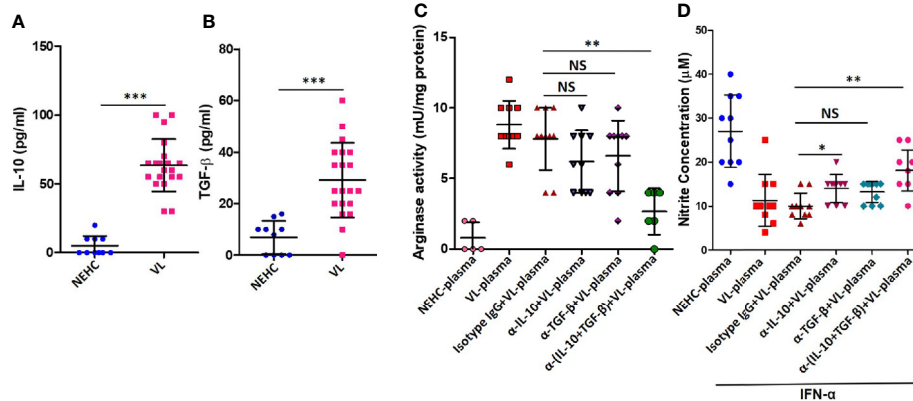 A
IL-10 (pg/ml)
150
100
50
0
***
NEHC
VL
B
TGF-β (pg/ml)
80
60
40
20
0
***
NEHC
VL
C
Arginase activity (mU/mg protein)
15
10
5
0
**
NS
NS
NEHC-plasma
VL-plasma
Isotype IgG+VL-plasma
α-IL-10+VL-plasma
α-TGF-β+VL-plasma
α-(IL-10+TGF-β)+VL-plasma
D
Nitrite Concentration (μM)
50
40
30
20
10
0
**
NS
*
NEHC-plasma
VL-plasma
Isotype IgG+VL-plasma
α-IL-10+VL-plasma
α-TGF-β+VL-plasma
α-(IL-10+TGF-β)+VL-plasma
IFN-α